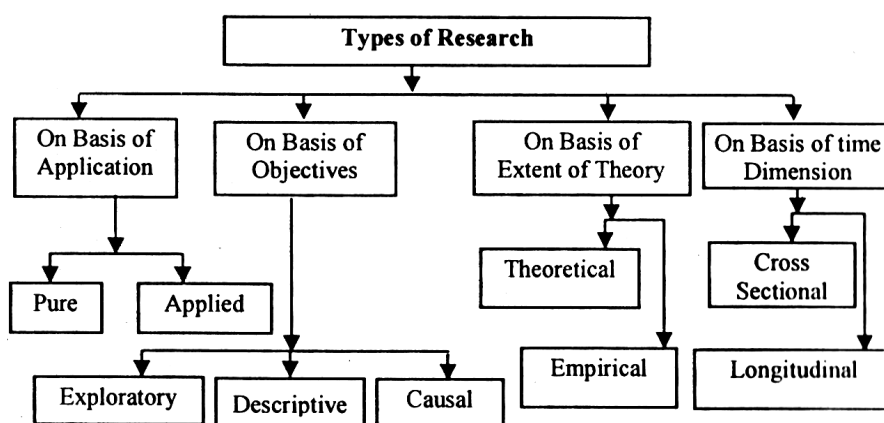 Types of Research
On Basis of
Application
On Basis of
Objectives
On Basis of
Extent of Theory
On Basis of time
Dimension
Pure
Applied
Theoretical
Cross
Sectional
Exploratory
Descriptive
Causal
Empirical
Longitudinal